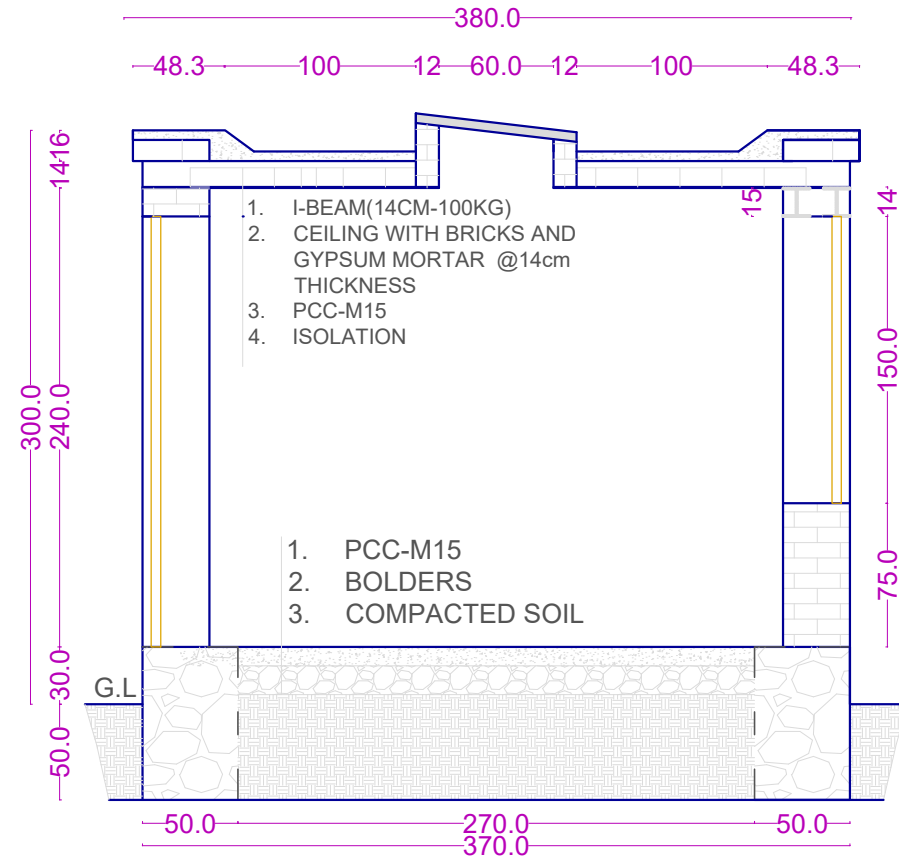 380.0
48.3 100 12 60.0 12 100 48.3
16
14
15
14
1. I-BEAM(14CM-100KG)
2. CEILING WITH BRICKS AND
GYPSUM MORTAR @14cm
THICKNESS
3. PCC-M15
4. ISOLATION
300.0
240.0
150.0
75.0
1. PCC-M15
2. BOLDERS
3. COMPACTED SOIL
30.0
G.L
50.0
50.0 270.0 50.0
370.0